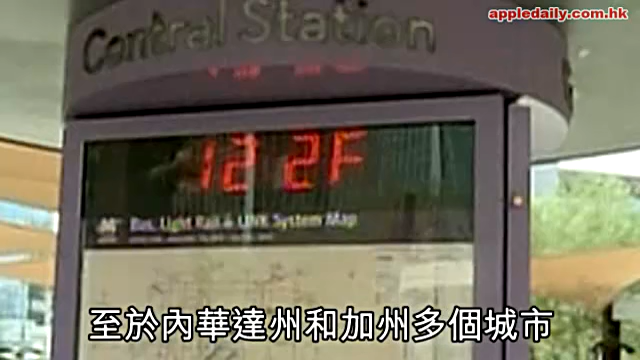 appledaily.com.hk
Central Station
122F
Bus, Light Rail & LINK System Map
至於內華達州和加州多個城市